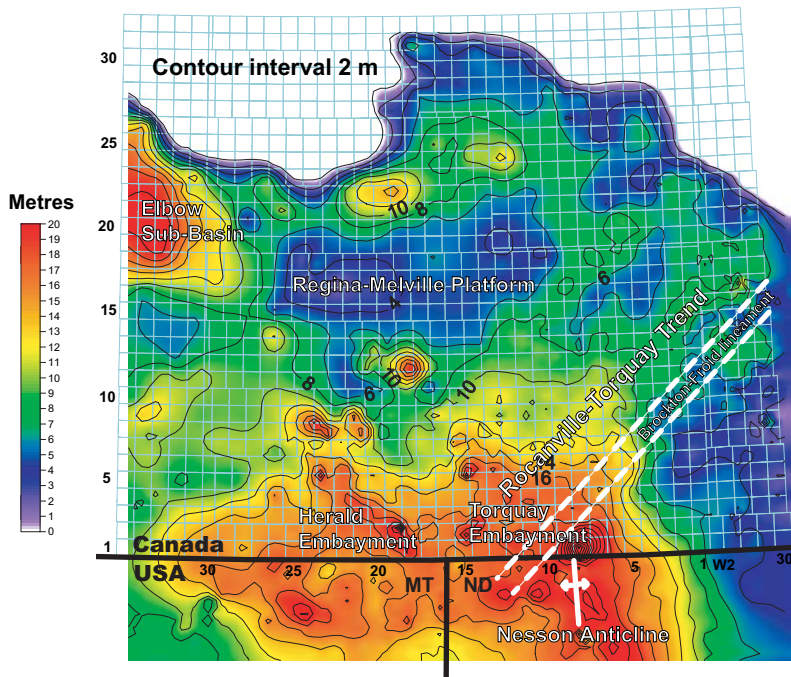 Contour interval 2 m
30
25
20
15
10
5
1
Metres
20
19
18
17
16
15
14
13
12
11
10
9
8
7
6
5
4
3
2
1
0
Elbow
Sub-Basin
10
8
Regina-Melville Platform
4
6
8
6
10
10
Rocanville-Torquay Trend
Brockton-Froid lineament
14
16
Herald
Embayment
Torquay
Embayment
Canada
USA
30
25
20
15
10
5
1 W2
30
MT
ND
Nesson Anticline